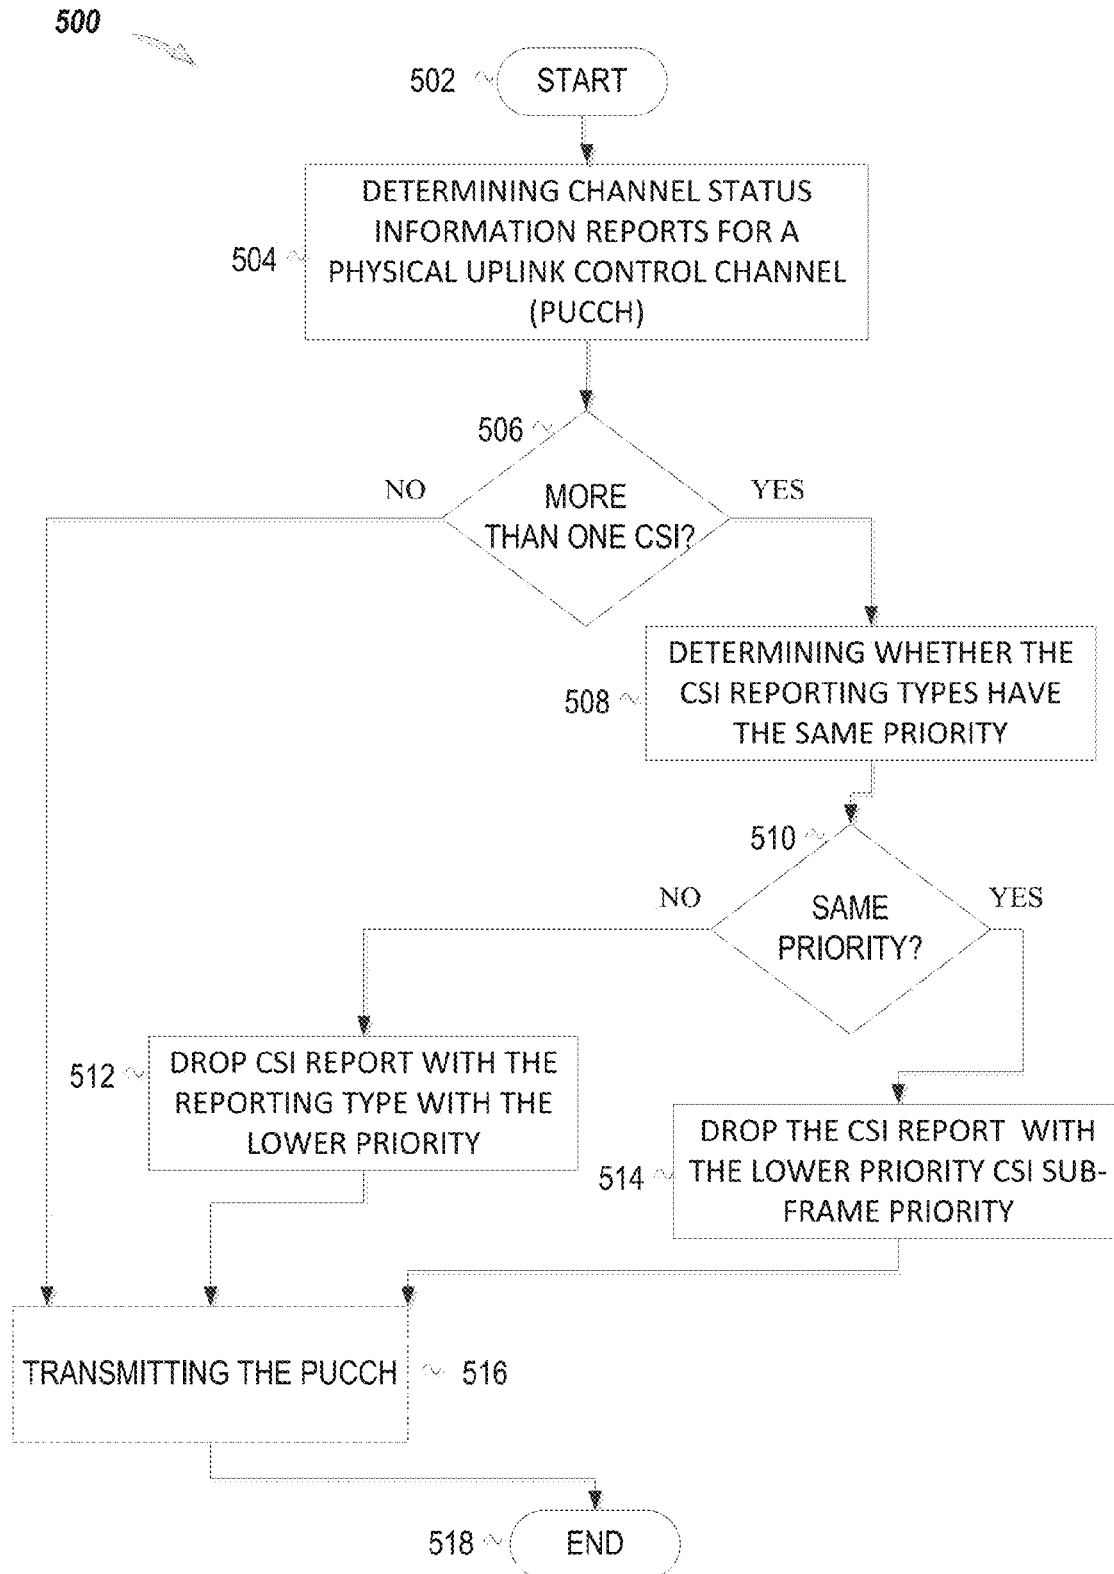 500
502
START
DETERMINING CHANNEL STATUS
INFORMATION REPORTS FOR A
PHYSICAL UPLINK CONTROL CHANNEL
(PUCCH)
504
506
NO
YES
MORE
THAN ONE CSI?
DETERMINING WHETHER THE
CSI REPORTING TYPES HAVE
THE SAME PRIORITY
508
510
NO
YES
SAME
PRIORITY?
512
DROP CSI REPORT WITH THE
REPORTING TYPE WITH THE
LOWER PRIORITY
514
DROP THE CSI REPORT WITH
THE LOWER PRIORITY CSI SUB-
FRAME PRIORITY
TRANSMITTING THE PUCCH
516
518
END